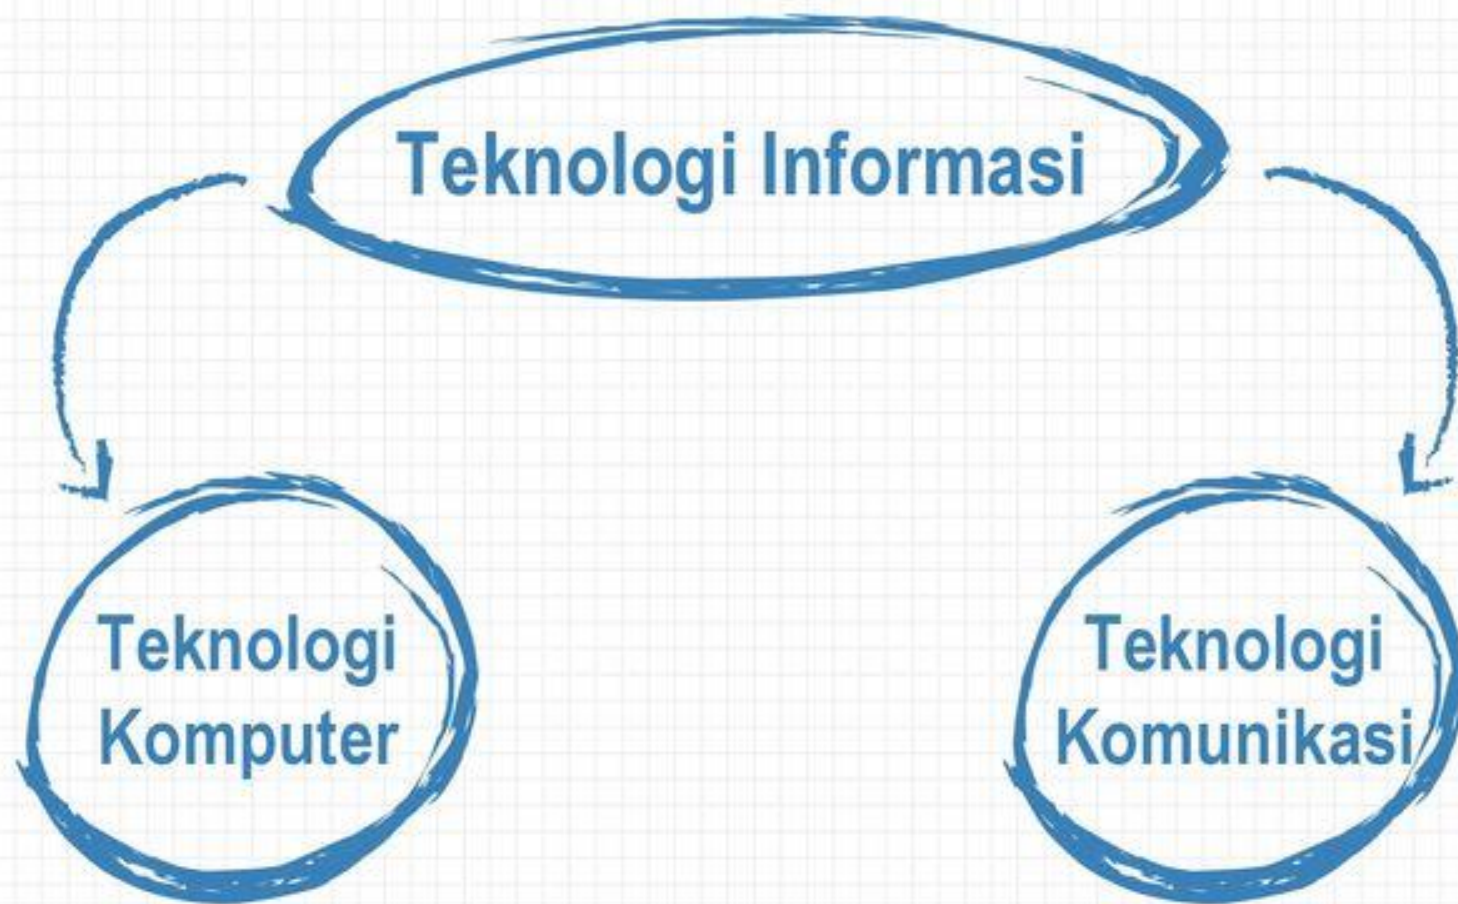 Teknologi Informasi
Teknologi
Komputer
Teknologi
Komunikasi